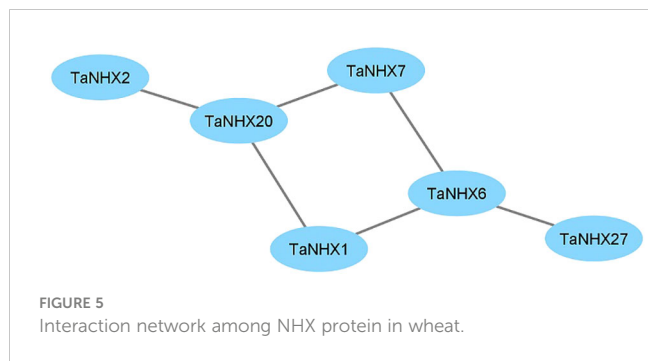 TaNHX7
TaNHX2
TaNHX20
TaNHX6
TaNHX27
TaNHX1
FIGURE 5
Interaction network among NHX protein in wheat.